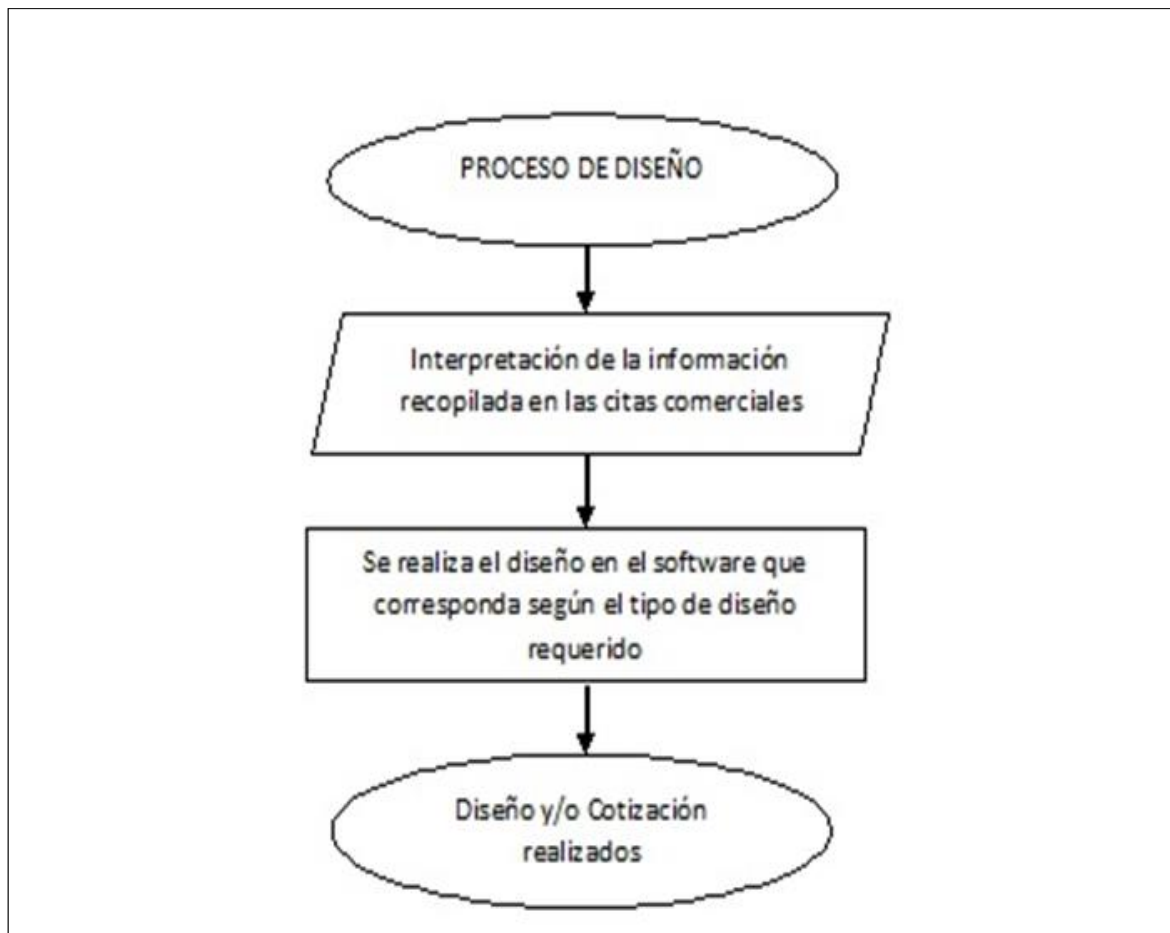 PROCESO DE DISEÑO
Interpretación de la información
recopilada en las citas comerciales
Se realiza el diseño en el software que
corresponda según el tipo de diseño
requerido
Diseño y/o Cotización
realizados